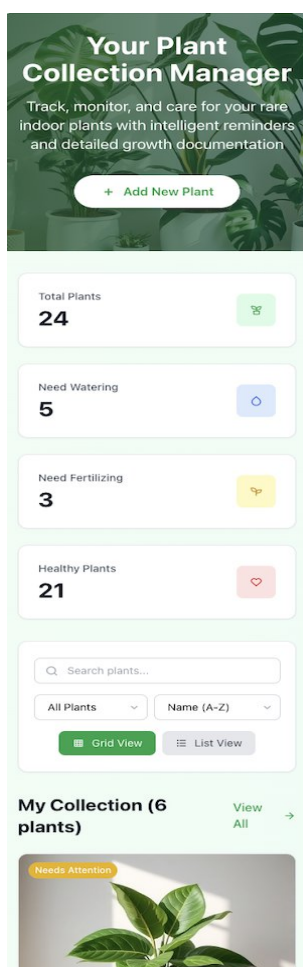 Your Plant
Collection Manager
Track, monitor, and care for your rare
indoor plants with intelligent reminders
and detailed growth documentation
+ Add New Plant
Total Plants
24
Need Watering
5
Need Fertilizing
3
Healthy Plants
21
Search plants...
All Plants
Name (A-Z)
Grid View
List View
My Collection (6
plants)
View
All
Needs Attention